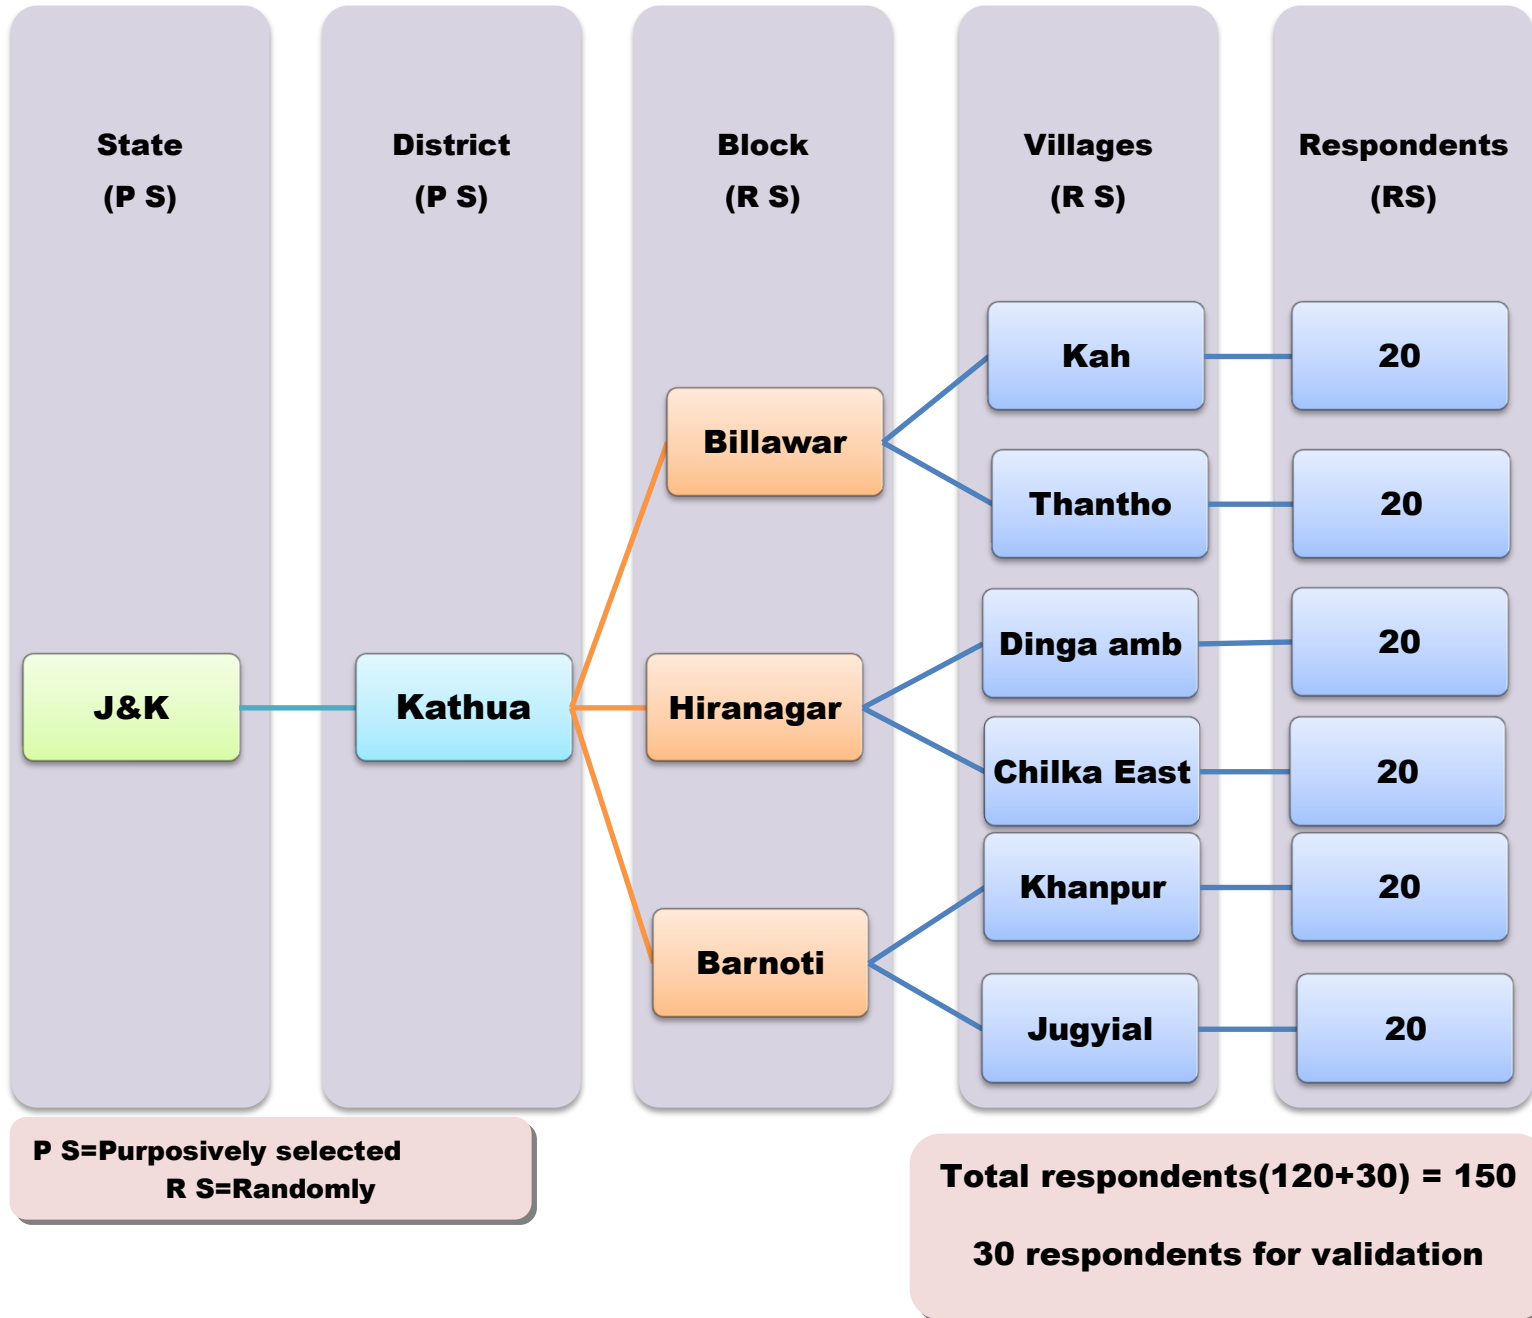 State
(P S)
District
(P S)
Block
(R S)
Villages
(R S)
Respondents
(RS)
J&K
Kathua
Billawar
Hiranagar
Barnoti
Kah
Thantho
Dinga amb
Chilka East
Khanpur
Jugyial
20
20
20
20
20
20
P S=Purposively selected
R S=Randomly
Total respondents(120+30) = 150
30 respondents for validation